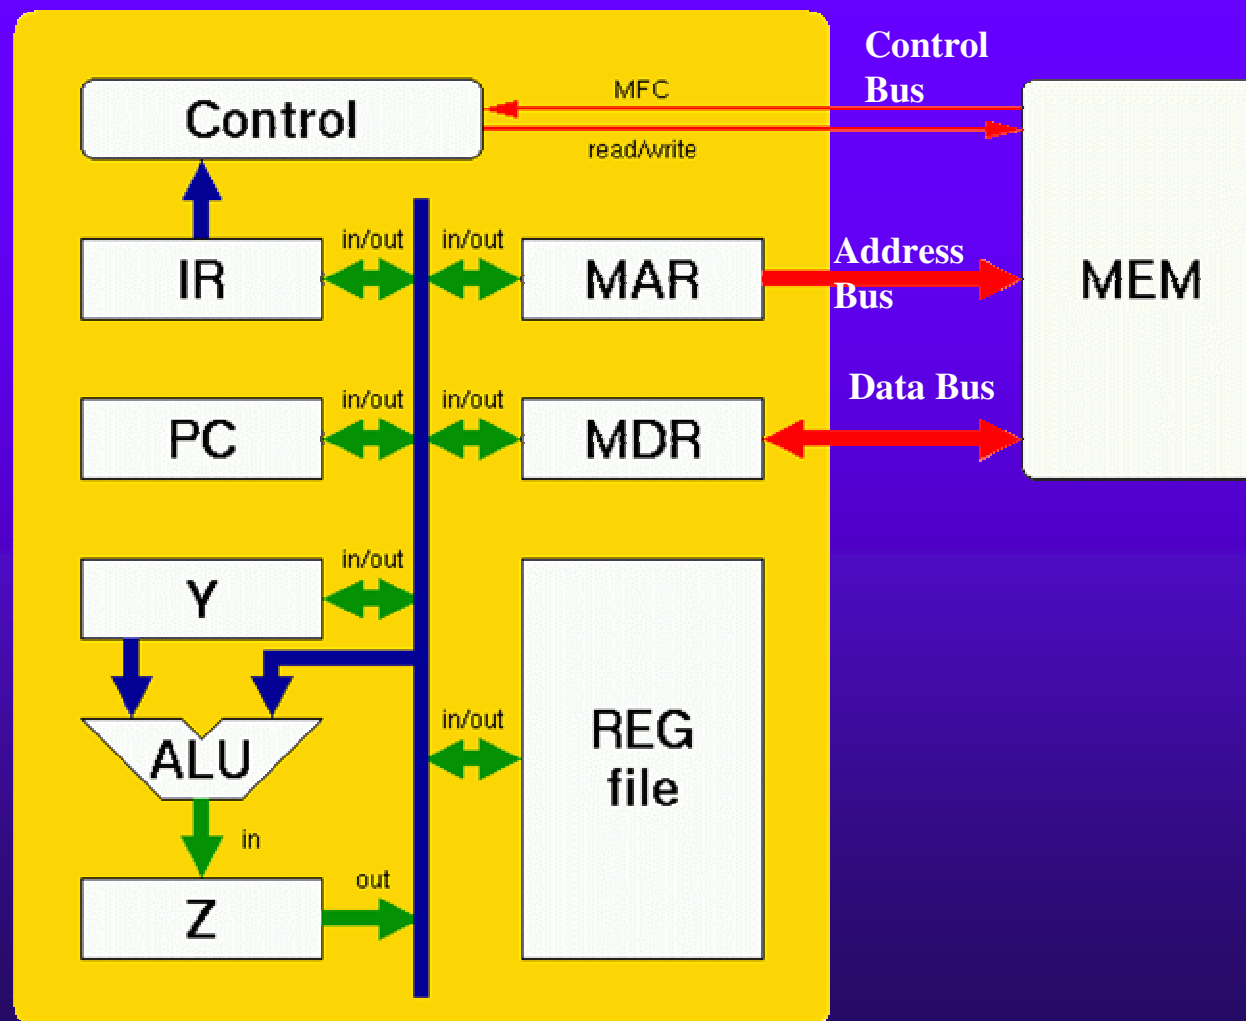 Control
Bus
MFC
Control
read/write
in/out
in/out
IR
MAR
Address
Bus
MEM
in/out
in/out
Data Bus
PC
MDR
in/out
Y
in/out
REG
file
ALU
in
out
Z